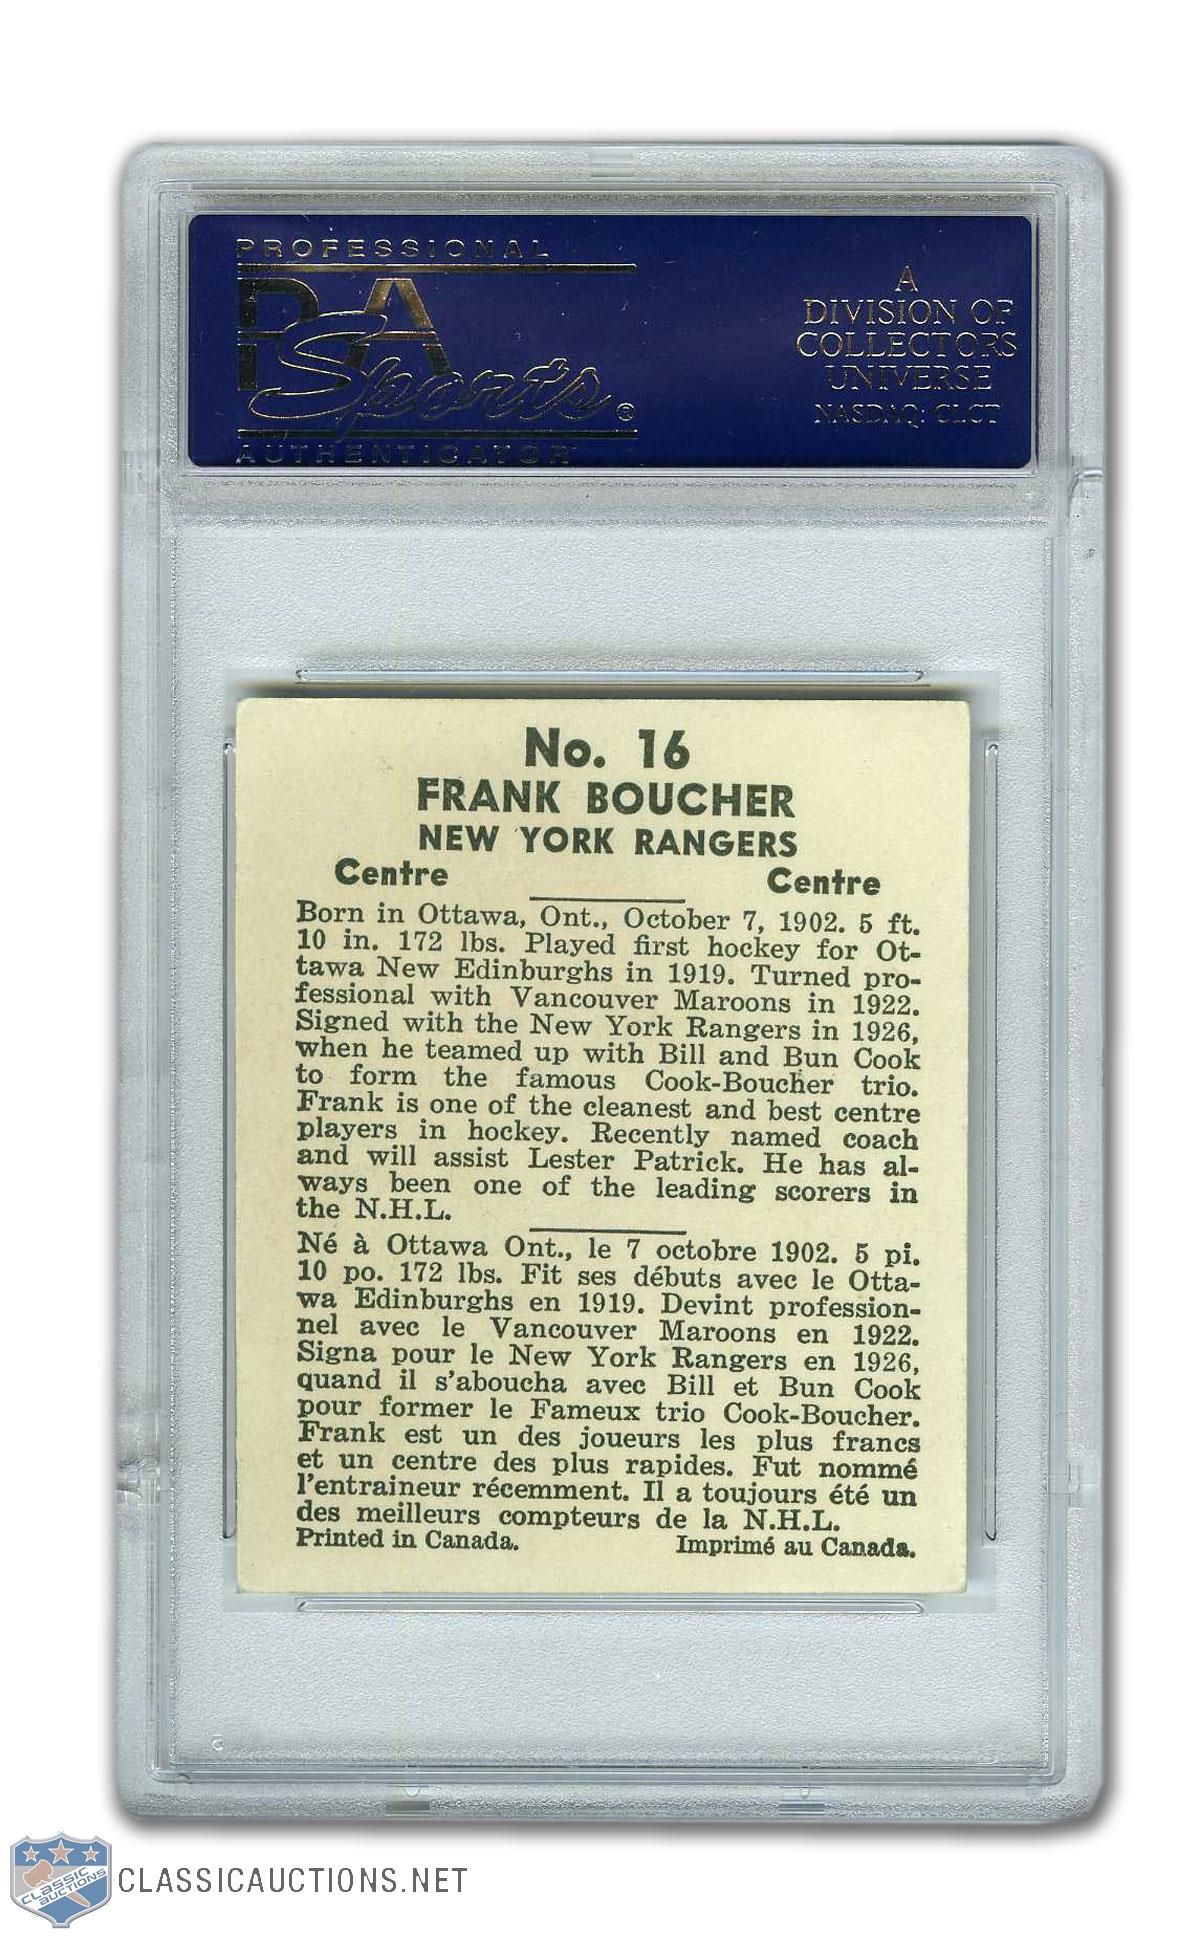 PROFESSIONAL
PSA
Sports®
AUTHENTICATOR
A
DIVISION OF
COLLECTORS
UNIVERSE
NASDAQ: CLCT
No. 16
FRANK BOUCHER
NEW YORK RANGERS
Centre Centre
Born in Ottawa, Ont., October 7, 1902. 5 ft.
10 in. 172 lbs. Played first hockey for Ot-
tawa New Edinburghs in 1919. Turned pro-
fessional with Vancouver Maroons in 1922.
Signed with the New York Rangers in 1926,
when he teamed up with Bill and Bun Cook
to form the famous Cook-Boucher trio.
Frank is one of the cleanest and best centre
players in hockey. Recently named coach
and will assist Lester Patrick. He has al-
ways been one of the leading scorers in
the N.H.L.
Né à Ottawa Ont., le 7 octobre 1902. 5 pi.
10 po. 172 lbs. Fit ses débuts avec le Otta-
wa Edinburghs en 1919. Devint profession-
nel avec le Vancouver Maroons en 1922.
Signa pour le New York Rangers en 1926,
quand il s'aboucha avec Bill et Bun Cook
pour former le Fameux trio Cook-Boucher.
Frank est un des joueurs les plus francs
et un centre des plus rapides. Fut nommé
l'entraineur récemment. Il a toujours été un
des meilleurs compteurs de la N.H.L.
Printed in Canada. Imprimé au Canada.
CLASSIC
AUCTIONS
CLASSICAUCTIONS.NET